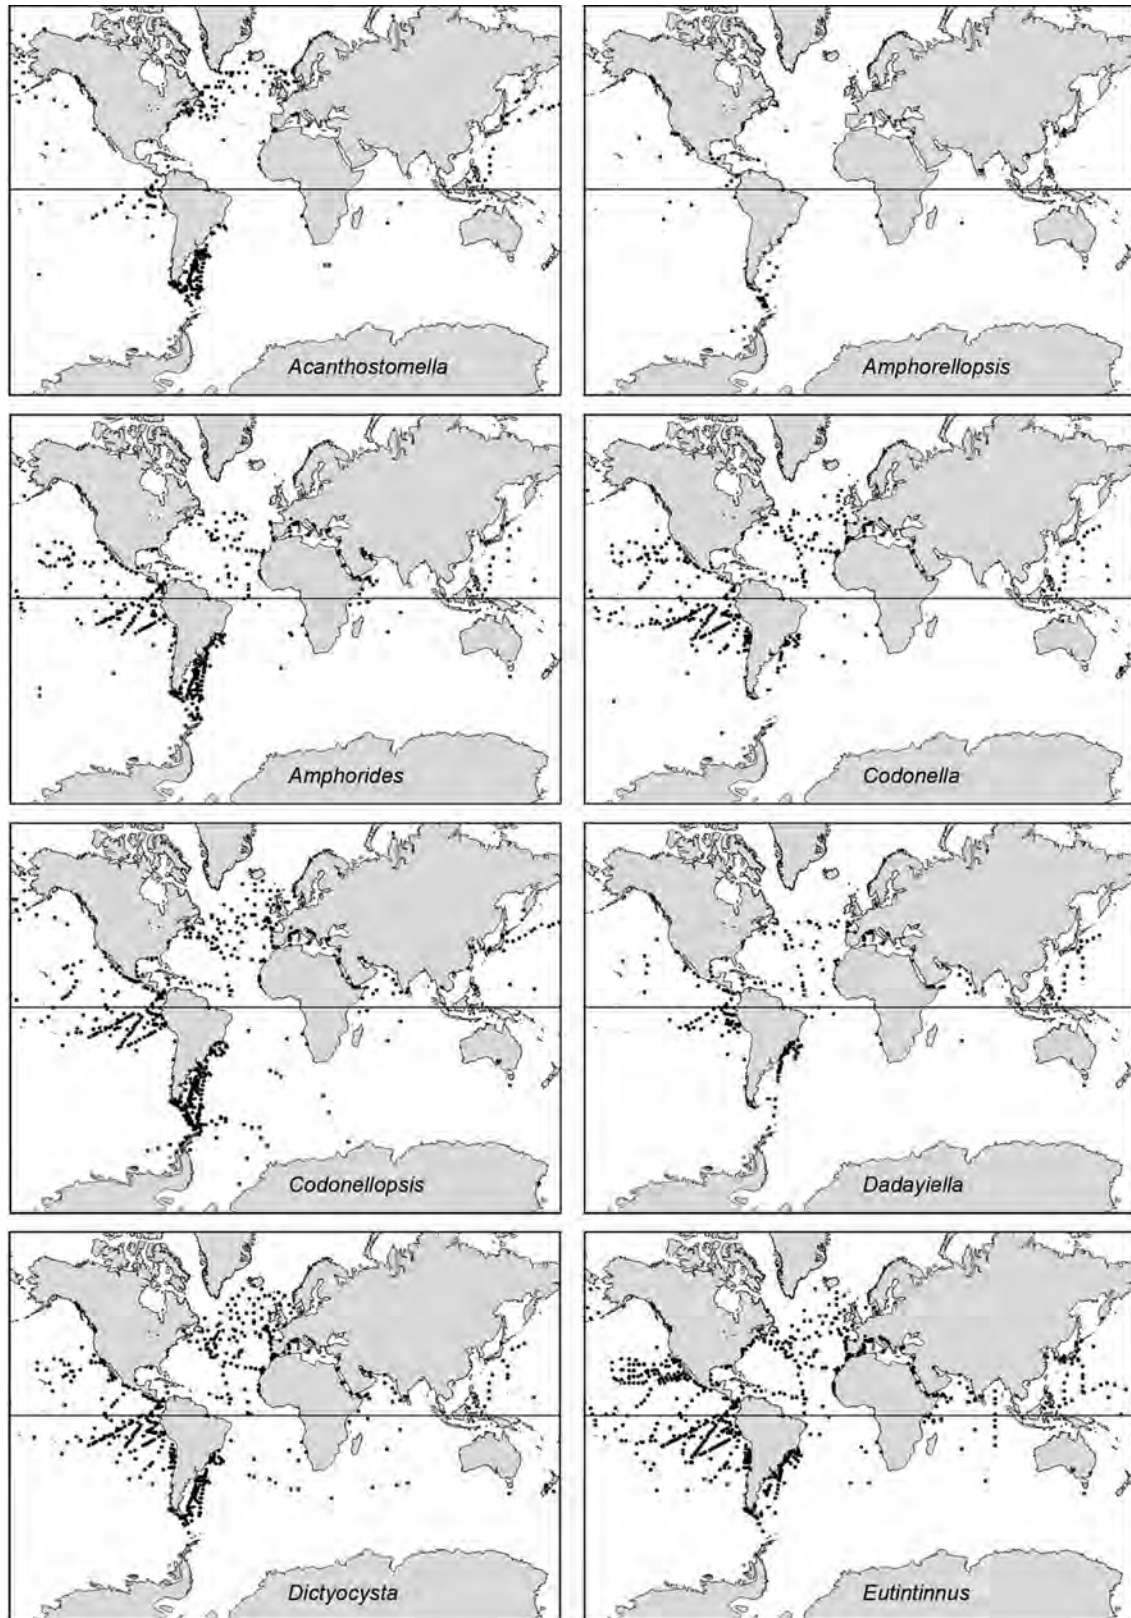 Acanthostomella
Amphorellopsis
Amphorides
Codonella
Codonellopsis
Dadayiella
Dictyocysta
Eutintinnus